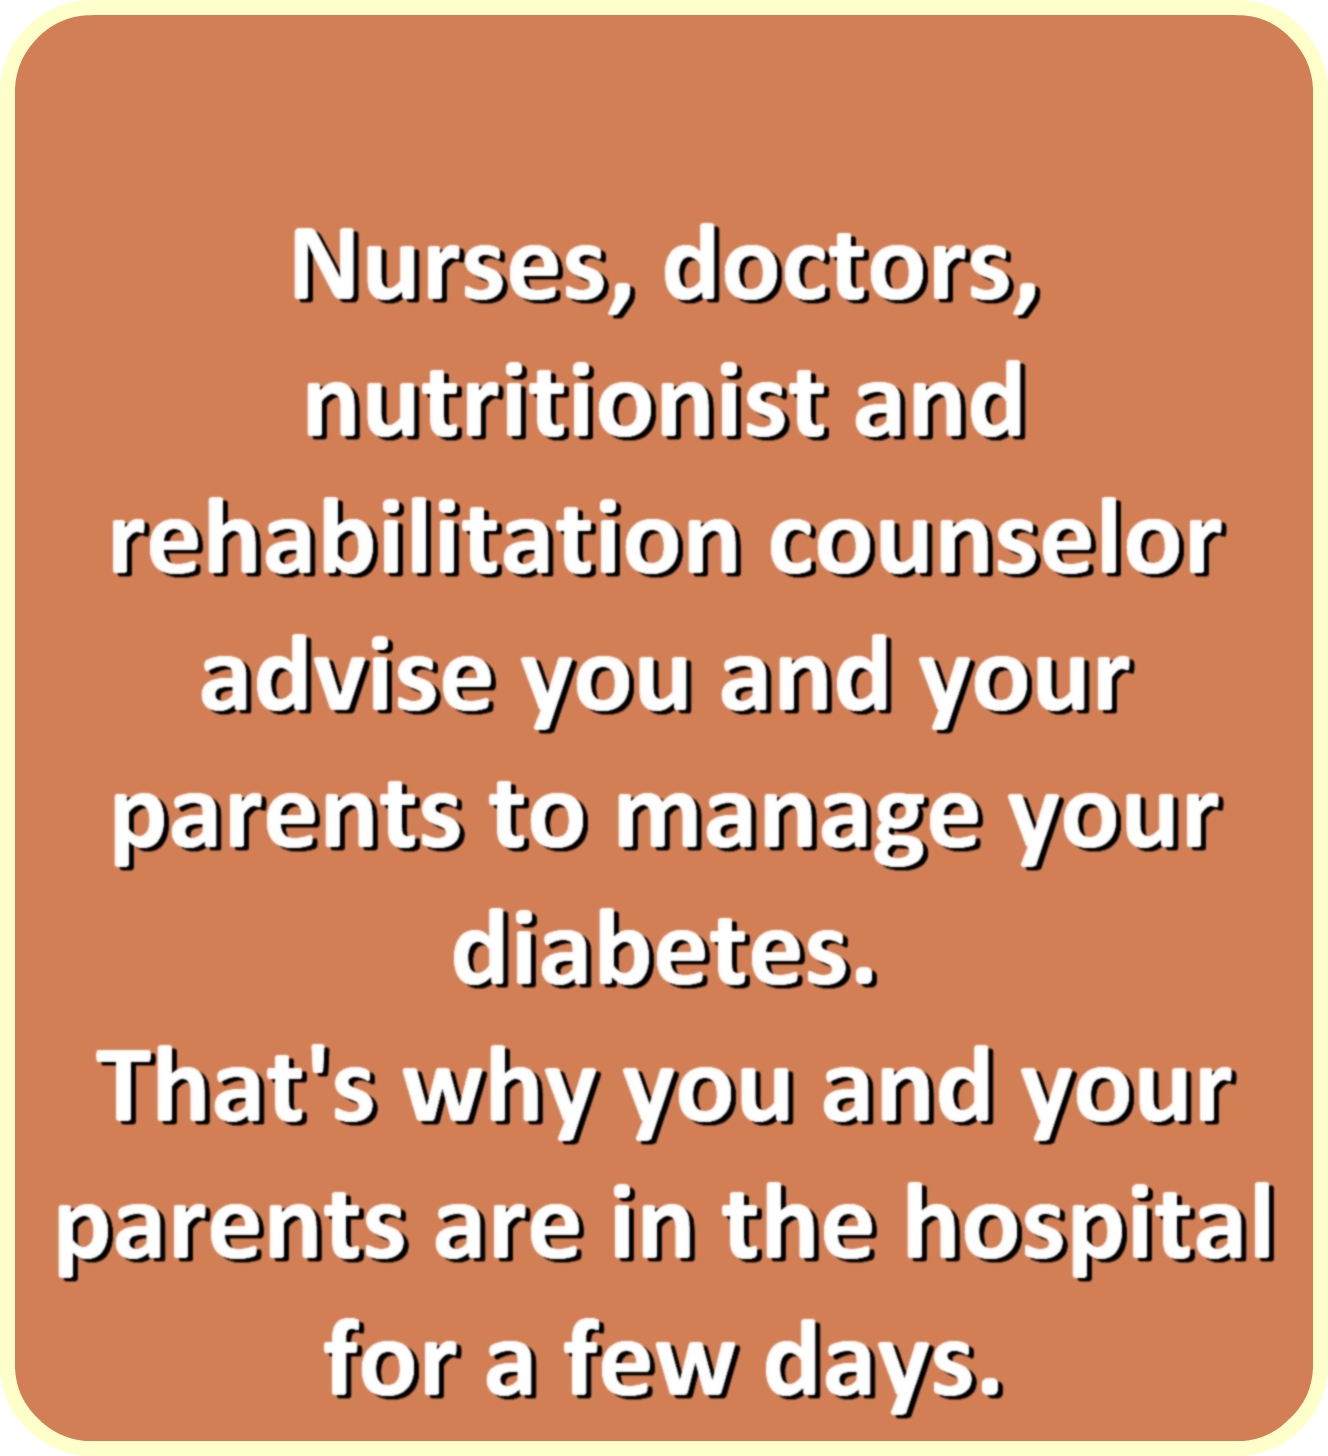 Nurses, doctors,
nutritionist and
rehabilitation counselor
advise you and your
parents to manage your
diabetes.
That's why you and your
parents are in the hospital
for a few days.